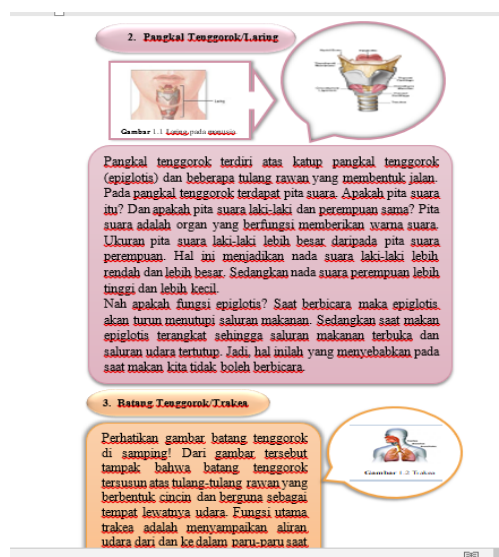 2. Pangkal Tenggorok/Laring
Laring
Gambar 1.1 Laring pada manusia
Pangkal tenggorok terdiri atas katup pangkal tenggorok
(epiglotis) dan beberapa tulang rawan yang membentuk jalan.
Pada pangkal tenggorok terdapat pita suara. Apakah pita suara
itu? Dan apakah pita suara laki-laki dan perempuan sama? Pita
suara adalah organ yang berfungsi memberikan warna suara.
Ukuran pita suara laki-laki lebih besar daripada pita suara
perempuan. Hal ini menjadikan nada suara laki-laki lebih
rendah dan lebih besar. Sedangkan nada suara perempuan lebih
tinggi dan lebih kecil.
Nah apakah fungsi epiglotis? Saat berbicara maka epiglotis
akan turun menutupi saluran makanan. Sedangkan saat makan
epiglotis terangkat sehingga saluran makanan terbuka dan
saluran udara tertutup. Jadi, hal inilah yang menyebabkan pada
saat makan kita tidak boleh berbicara.
3. Batang Tenggorok/Trakea
Perhatikan gambar batang tenggorok
di samping! Dari gambar tersebut
tampak bahwa batang tenggorok
tersusun atas tulang-tulang rawan yang
berbentuk cincin dan berguna sebagai
tempat lewatnya udara. Fungsi utama
trakea adalah menyampaikan aliran
udara dari dan ke dalam paru-paru saat
Gambar 1.2 Trakea